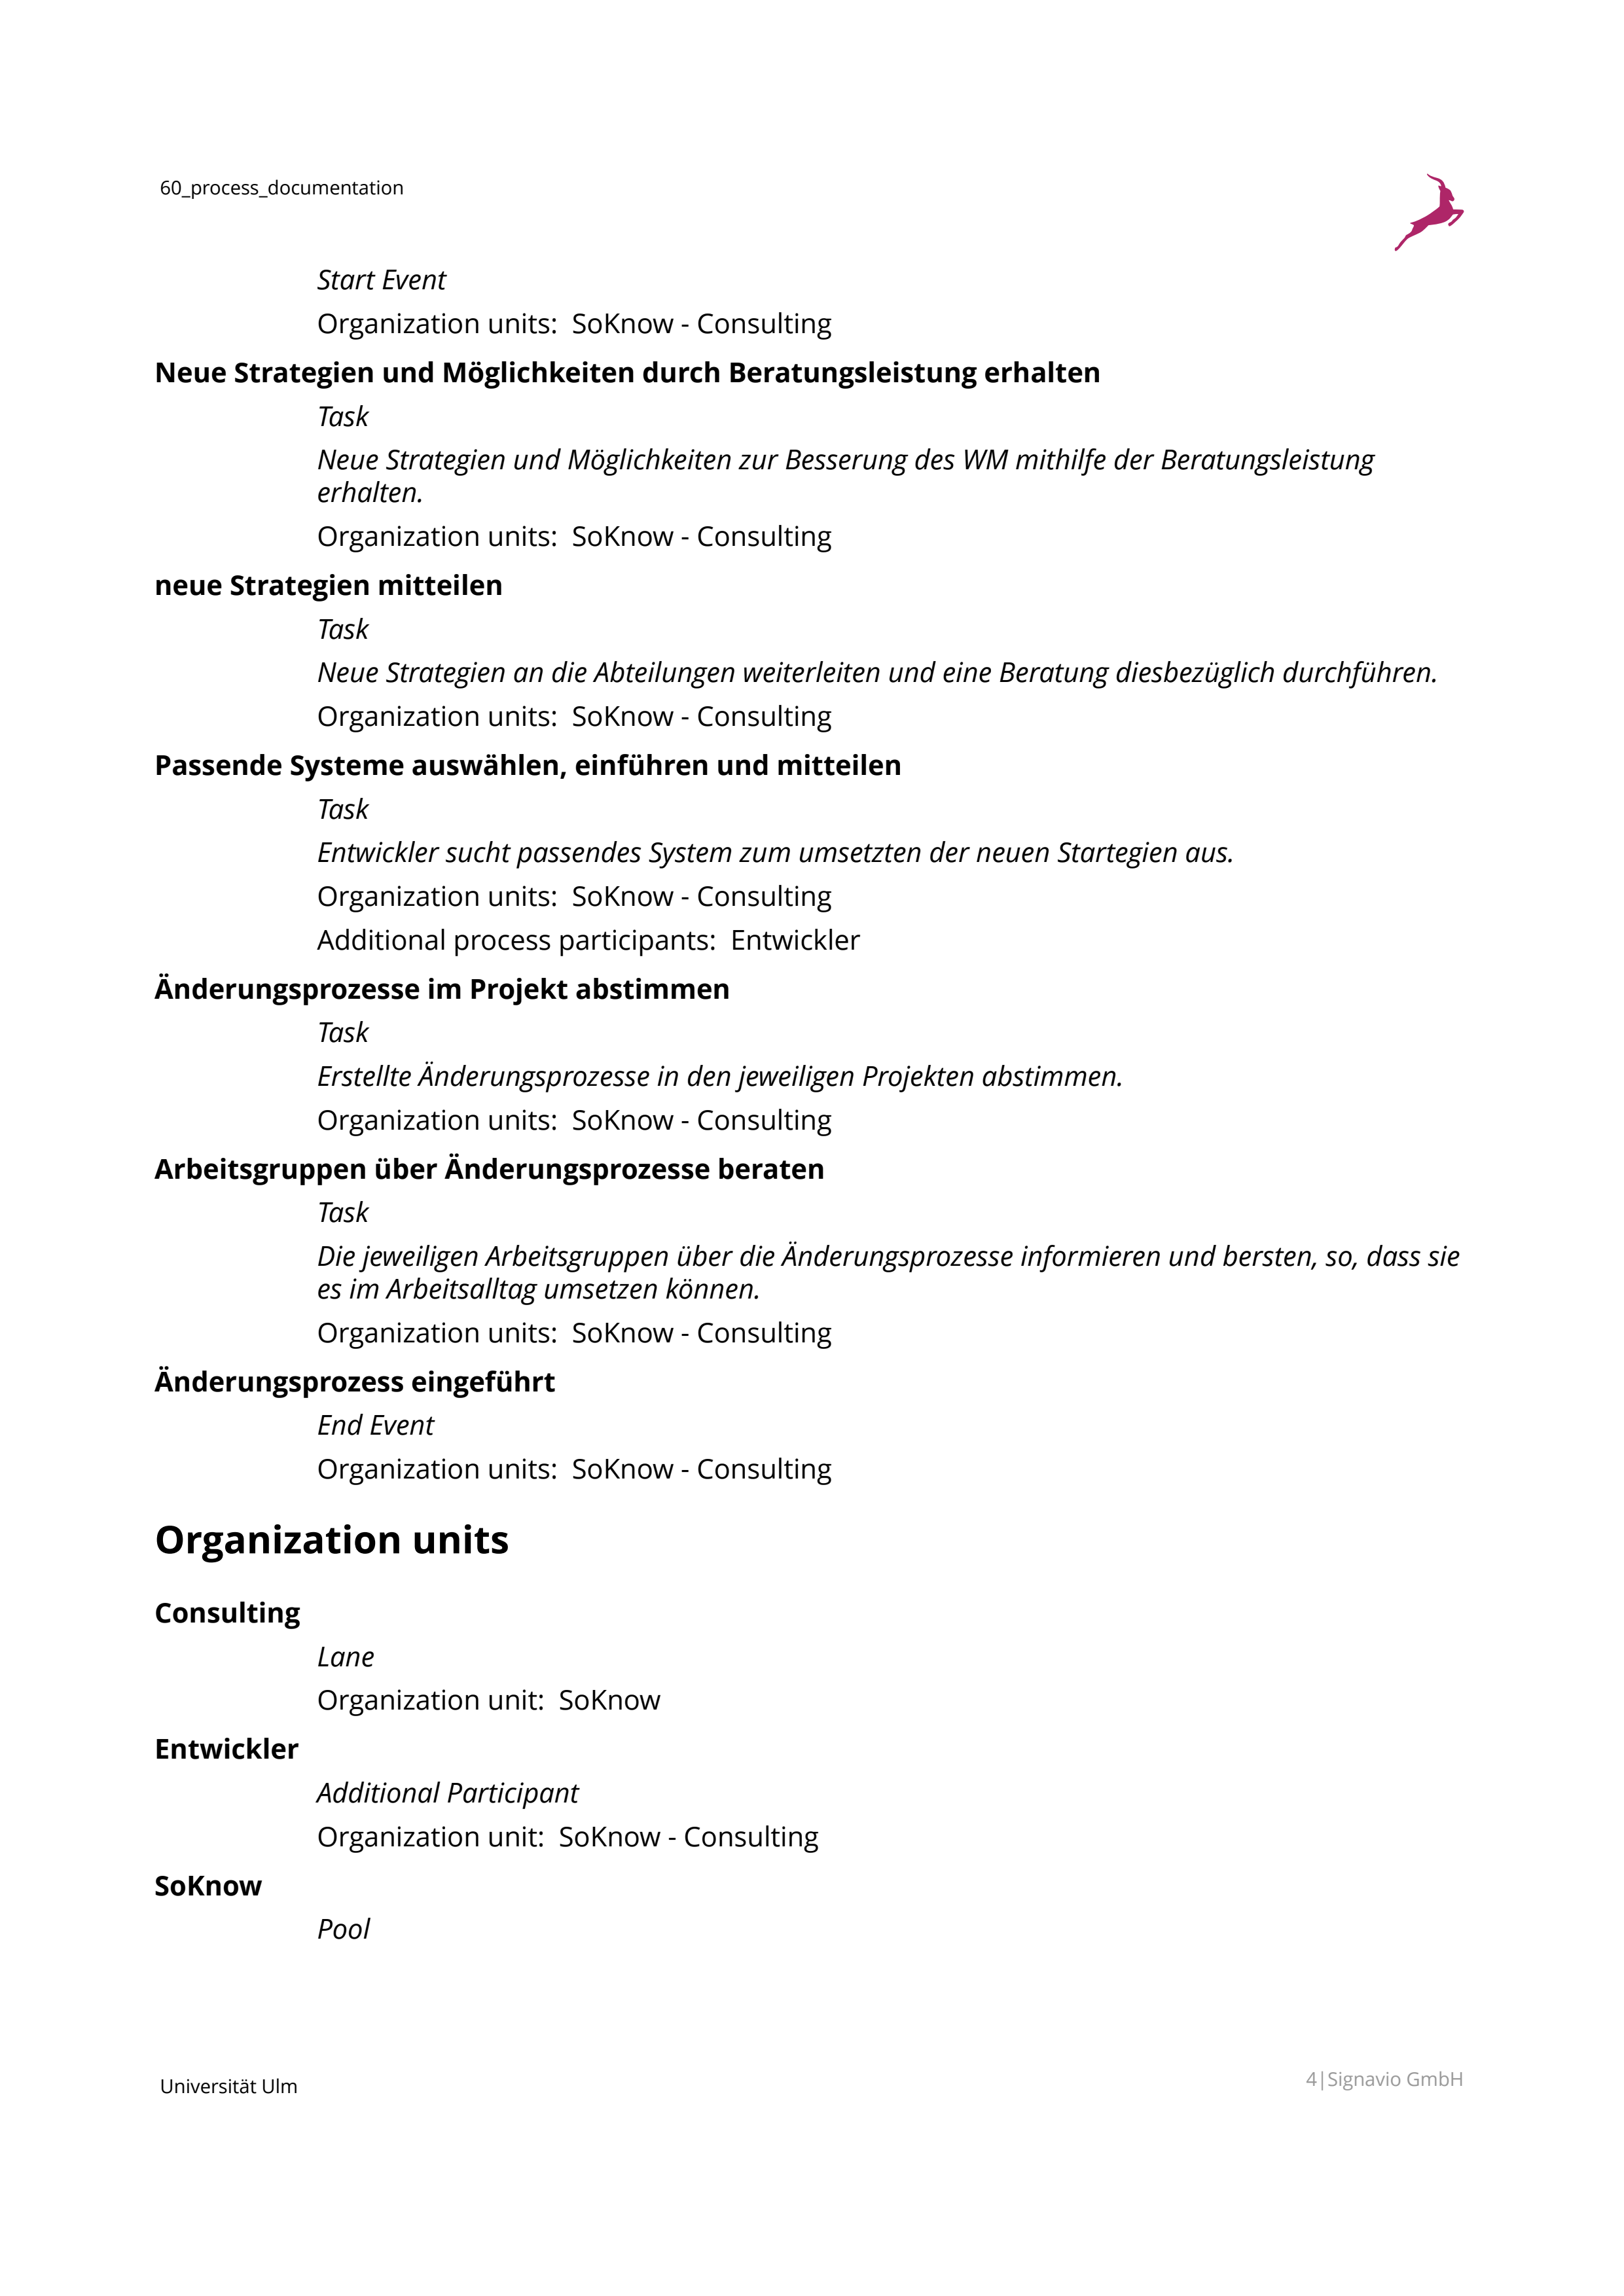 60_process_documentation
Start Event
Organization units:  SoKnow - Consulting
Neue Strategien und Möglichkeiten durch Beratungsleistung erhalten
Task
Neue Strategien und Möglichkeiten zur Besserung des WM mithilfe der Beratungsleistung
erhalten.
Organization units:  SoKnow - Consulting
neue Strategien mitteilen
Task
Neue Strategien an die Abteilungen weiterleiten und eine Beratung diesbezüglich durchführen.
Organization units:  SoKnow - Consulting
Passende Systeme auswählen, einführen und mitteilen
Task
Entwickler sucht passendes System zum umsetzten der neuen Startegien aus.
Organization units:  SoKnow - Consulting
Additional process participants:  Entwickler
Änderungsprozesse im Projekt abstimmen
Task
Erstellte Änderungsprozesse in den jeweiligen Projekten abstimmen.
Organization units:  SoKnow - Consulting
Arbeitsgruppen über Änderungsprozesse beraten
Task
Die jeweiligen Arbeitsgruppen über die Änderungsprozesse informieren und bersten, so, dass sie
es im Arbeitsalltag umsetzen können.
Organization units:  SoKnow - Consulting
Änderungsprozess eingeführt
End Event
Organization units:  SoKnow - Consulting
Organization units
Consulting
Lane
Organization unit:  SoKnow
Entwickler
Additional Participant
Organization unit:  SoKnow - Consulting
SoKnow
Pool
Universität Ulm
4|Signavio GmbH